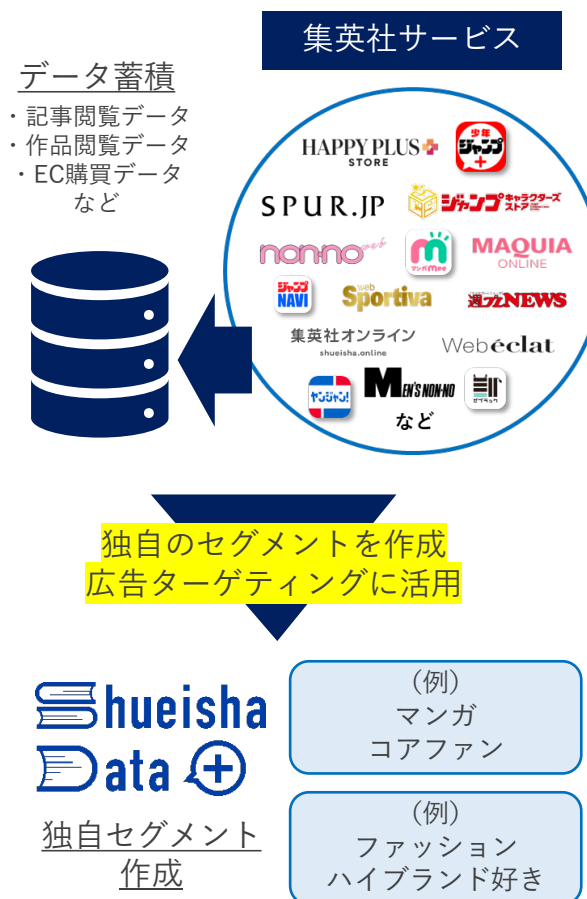 集英社サービス
データ蓄積
・記事閲覧データ
・作品閲覧データ
・EC購買データ
など
HAPPY PLUS
STORE
少年
ジャンプ
+
SPUR.JP
ジャンプ キャラクターズ
ストア
non-no web
マンガMee
MAQUIA
ONLINE
ジャンプ
NAVI
web
Sportiva
週プレNEWS
集英社オンライン
shueisha.online
Web éclat
ヤンジャン!
MEN'S NON-NO
ゼブラック
など
独自のセグメントを作成
広告ターゲティングに活用
Shueisha
Data +
独自セグメント
作成
(例)
マンガ
コアファン
(例)
ファッション
ハイブランド好き